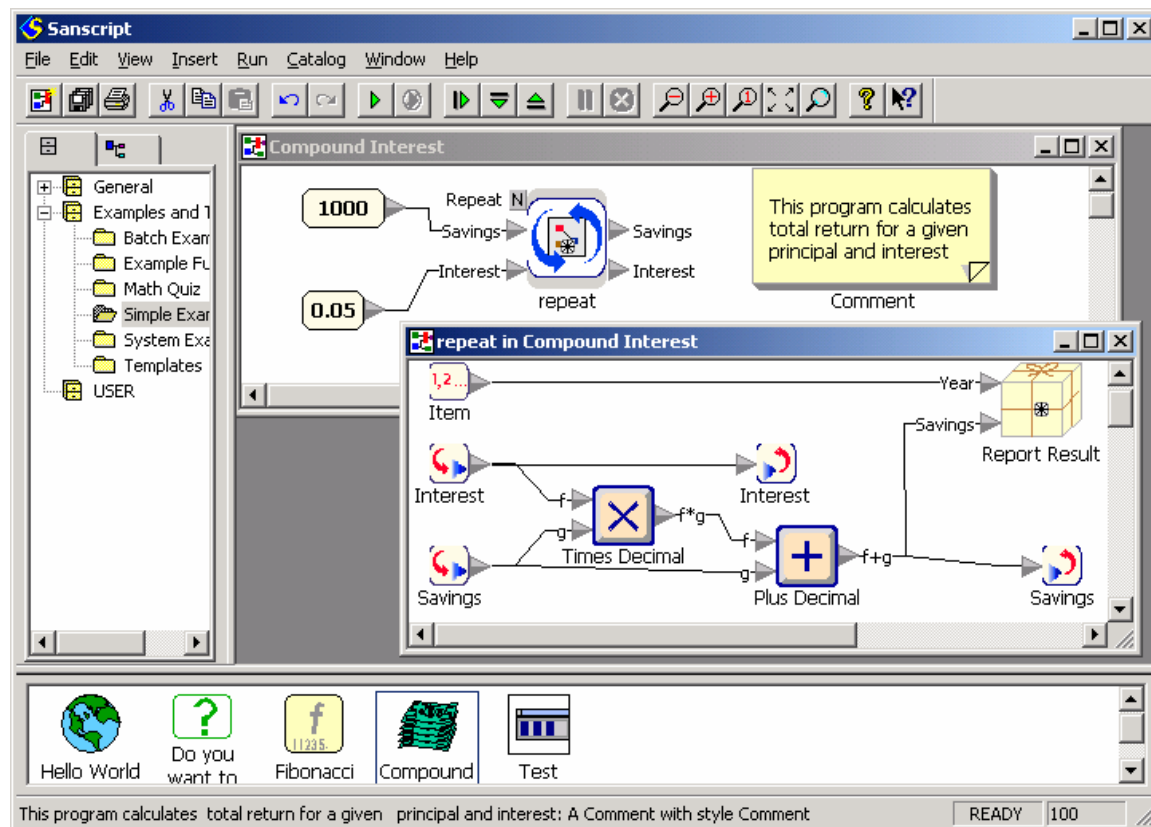 Sanscript
File Edit View Insert Run Catalog Window Help
General
Examples and T
Batch Exam
Example Fu
Math Quiz
Simple Exar
System Exa
Templates
USER
Compound Interest
1000
0.05
Repeat N
Savings
Interest
Savings
Interest
repeat
This program calculates
total return for a given
principal and interest
Comment
repeat in Compound Interest
1,2...
Item
Year
Savings
Report Result
Interest
Interest
f
g
f*g
Times Decimal
f
g
f+g
Plus Decimal
Savings
Savings
Hello World
Do you
want to
f
11235.
Fibonacci
Compound
Test
This program calculates total return for a given principal and interest: A Comment with style Comment
READY 100